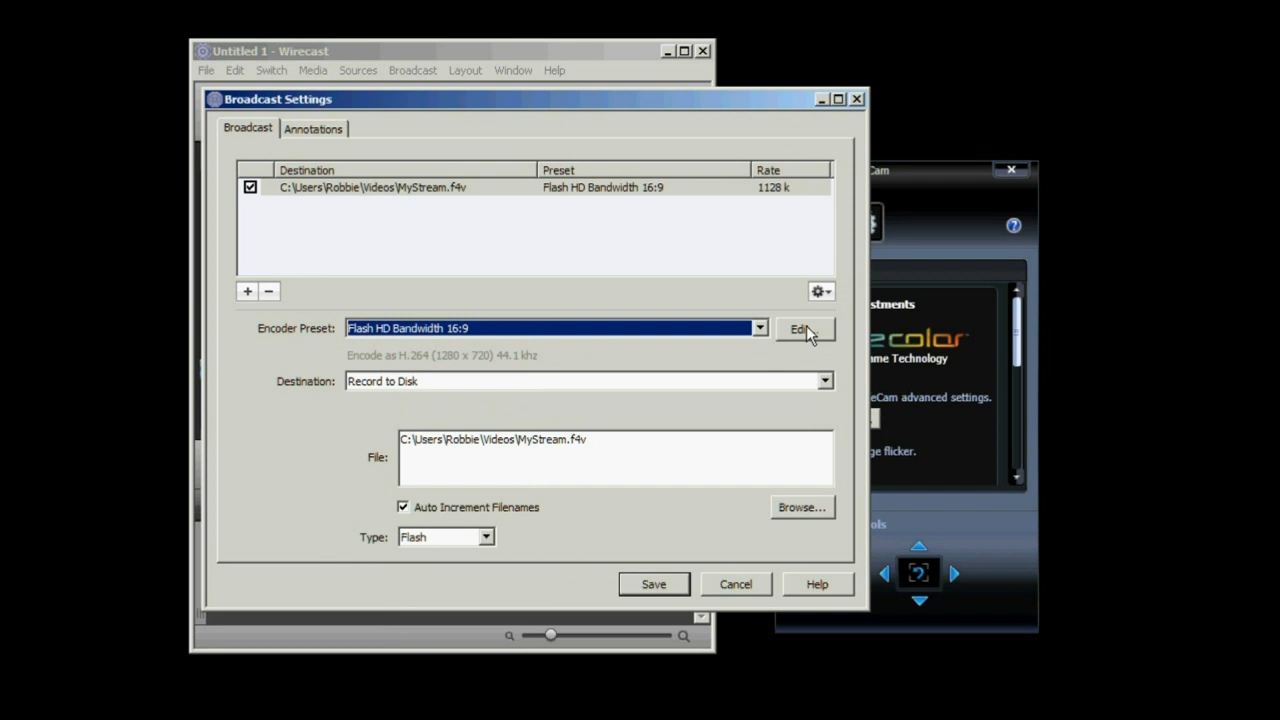 Untitled 1 - Wirecast
File Edit Switch Media Sources Broadcast Layout Window Help
Broadcast Settings
Broadcast Annotations
Destination Preset Rate
C:\Users\Robbie\Videos\MyStream.f4v Flash HD Bandwidth 16:9 1128 k
+ −
Encoder Preset: Flash HD Bandwidth 16:9
Encode as H.264 (1280 x 720) 44.1 khz
Destination: Record to Disk
File: C:\Users\Robbie\Videos\MyStream.f4v
Auto Increment Filenames Browse...
Type: Flash
Save Cancel Help
Cam
?
stments
ecolor
ame Technology
eCam advanced settings.
ge flicker.
ols